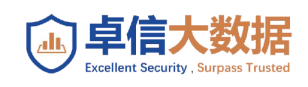 卓信大数据
Excellent Security , Surpass Trusted